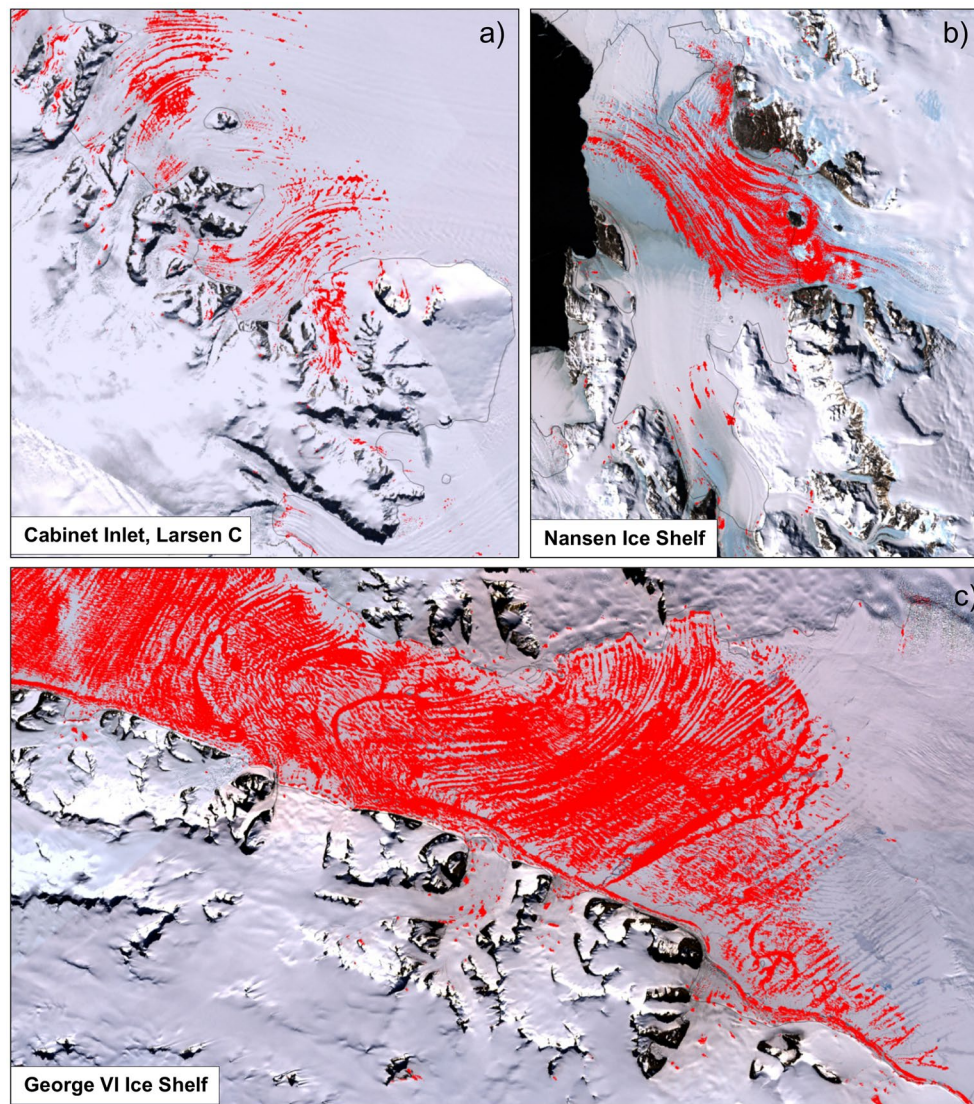 a)
Cabinet Inlet, Larsen C
b)
Nansen Ice Shelf
c)
George VI Ice Shelf